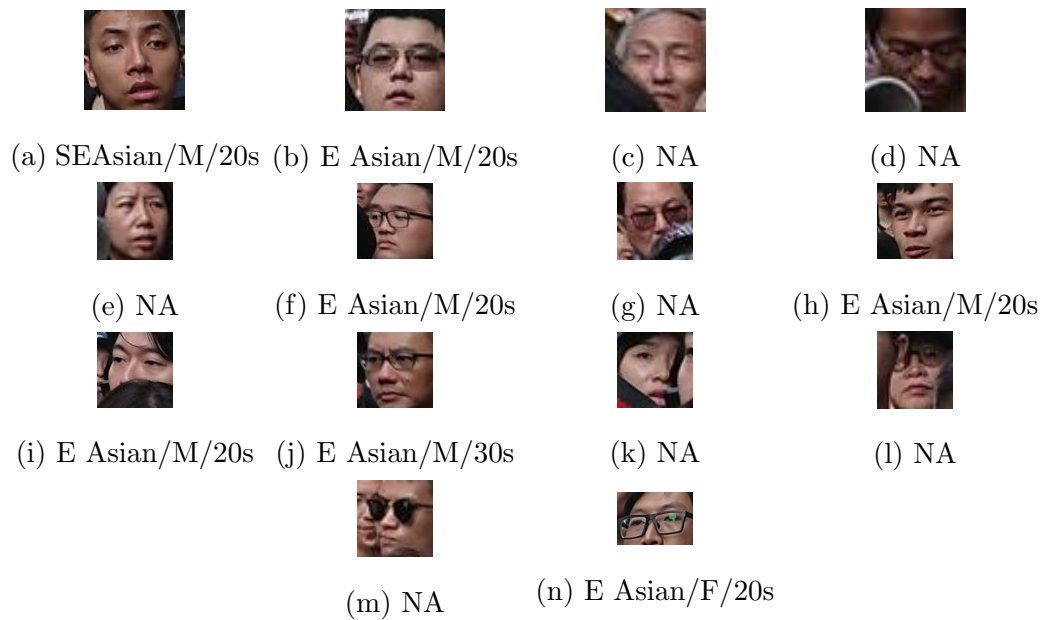 (a) SEAsian/M/20s (b) E Asian/M/20s (c) NA (d) NA
(e) NA (f) E Asian/M/20s (g) NA (h) E Asian/M/20s
(i) E Asian/M/20s (j) E Asian/M/30s (k) NA (l) NA
(m) NA (n) E Asian/F/20s